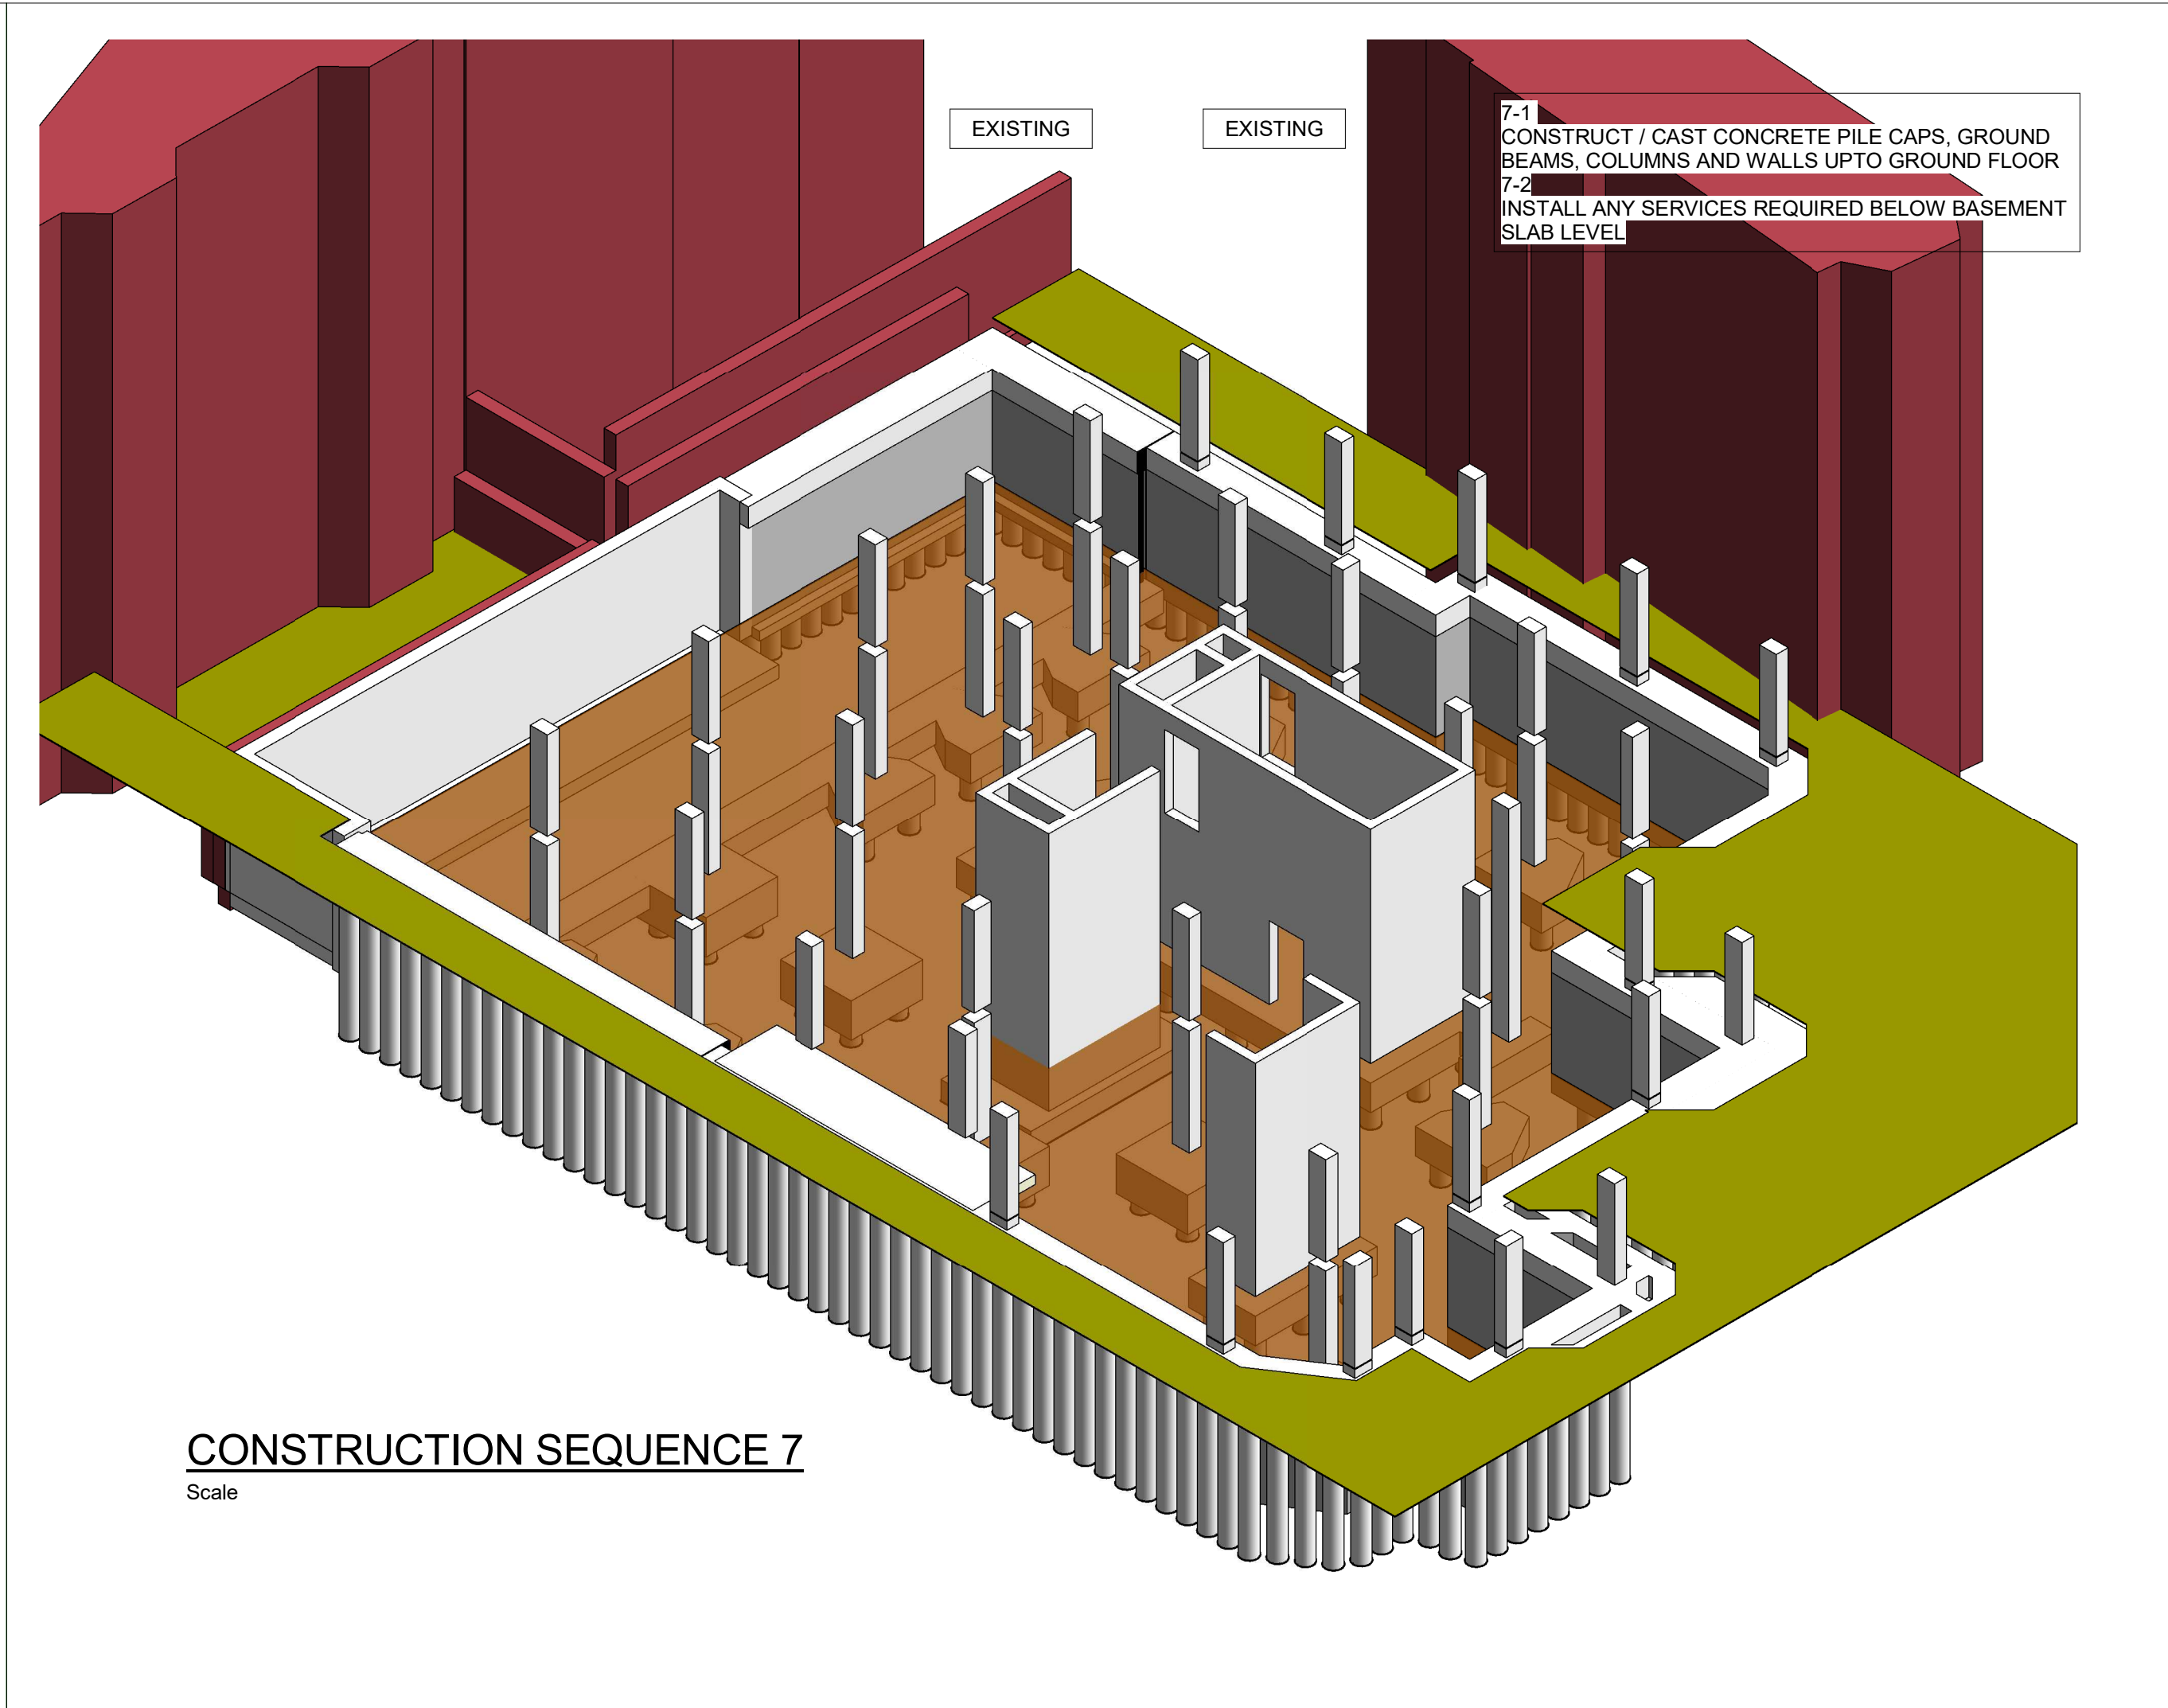 EXISTING
EXISTING
7-1
CONSTRUCT / CAST CONCRETE PILE CAPS, GROUND
BEAMS, COLUMNS AND WALLS UPTO GROUND FLOOR
7-2
INSTALL ANY SERVICES REQUIRED BELOW BASEMENT
SLAB LEVEL
CONSTRUCTION SEQUENCE 7
Scale